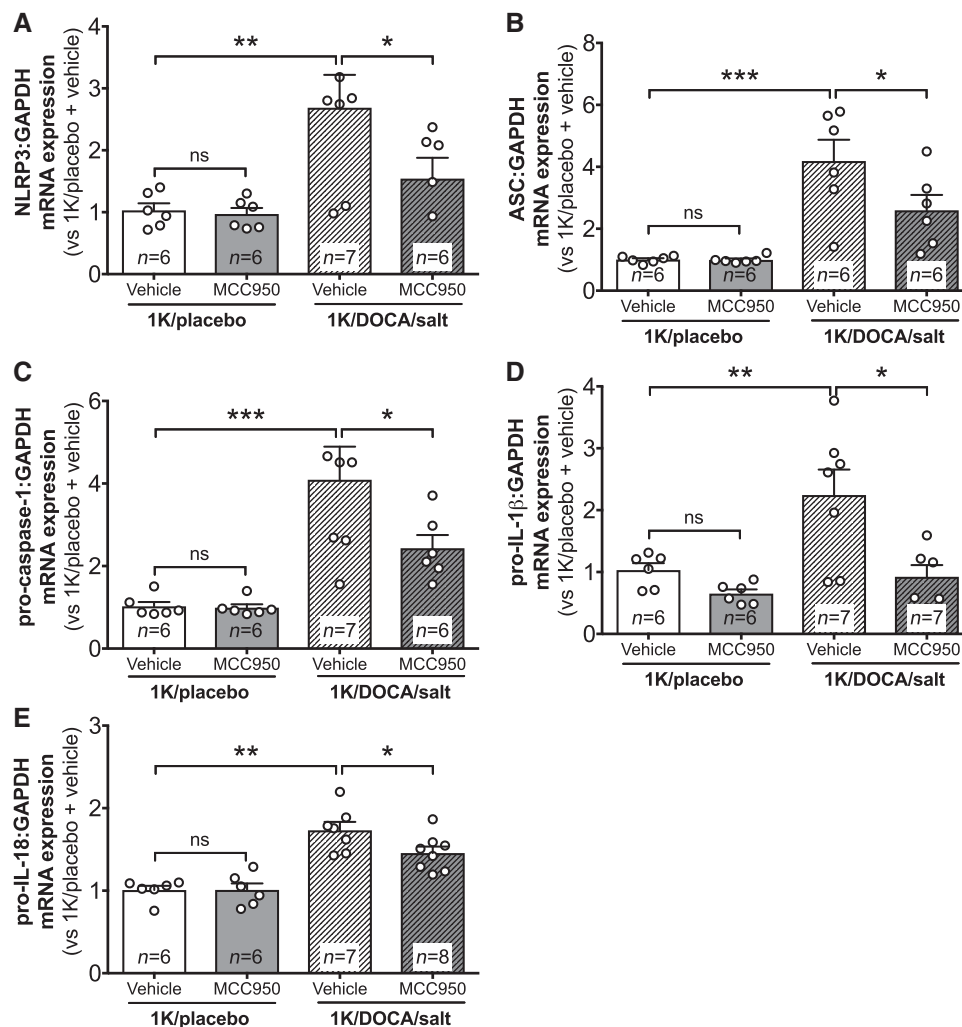 A
NLRP3:GAPDH
mRNA expression
(vs 1K/placebo + vehicle)
4
3
2
1
0
**
*
ns
n=6
n=6
n=7
n=6
Vehicle
MCC950
Vehicle
MCC950
1K/placebo
1K/DOCA/salt
B
ASC:GAPDH
mRNA expression
(vs 1K/placebo + vehicle)
8
6
4
2
0
***
*
ns
n=6
n=6
n=6
n=6
Vehicle
MCC950
Vehicle
MCC950
1K/placebo
1K/DOCA/salt
C
pro-caspase-1:GAPDH
mRNA expression
(vs 1K/placebo + vehicle)
6
4
2
0
***
*
ns
n=6
n=6
n=7
n=6
Vehicle
MCC950
Vehicle
MCC950
1K/placebo
1K/DOCA/salt
D
pro-IL-1β:GAPDH
mRNA expression
(vs 1K/placebo + vehicle)
4
3
2
1
0
**
*
ns
n=6
n=6
n=7
n=7
Vehicle
MCC950
Vehicle
MCC950
1K/placebo
1K/DOCA/salt
E
pro-IL-18:GAPDH
mRNA expression
(vs 1K/placebo + vehicle)
3
2
1
0
**
*
ns
n=6
n=6
n=7
n=8
Vehicle
MCC950
Vehicle
MCC950
1K/placebo
1K/DOCA/salt